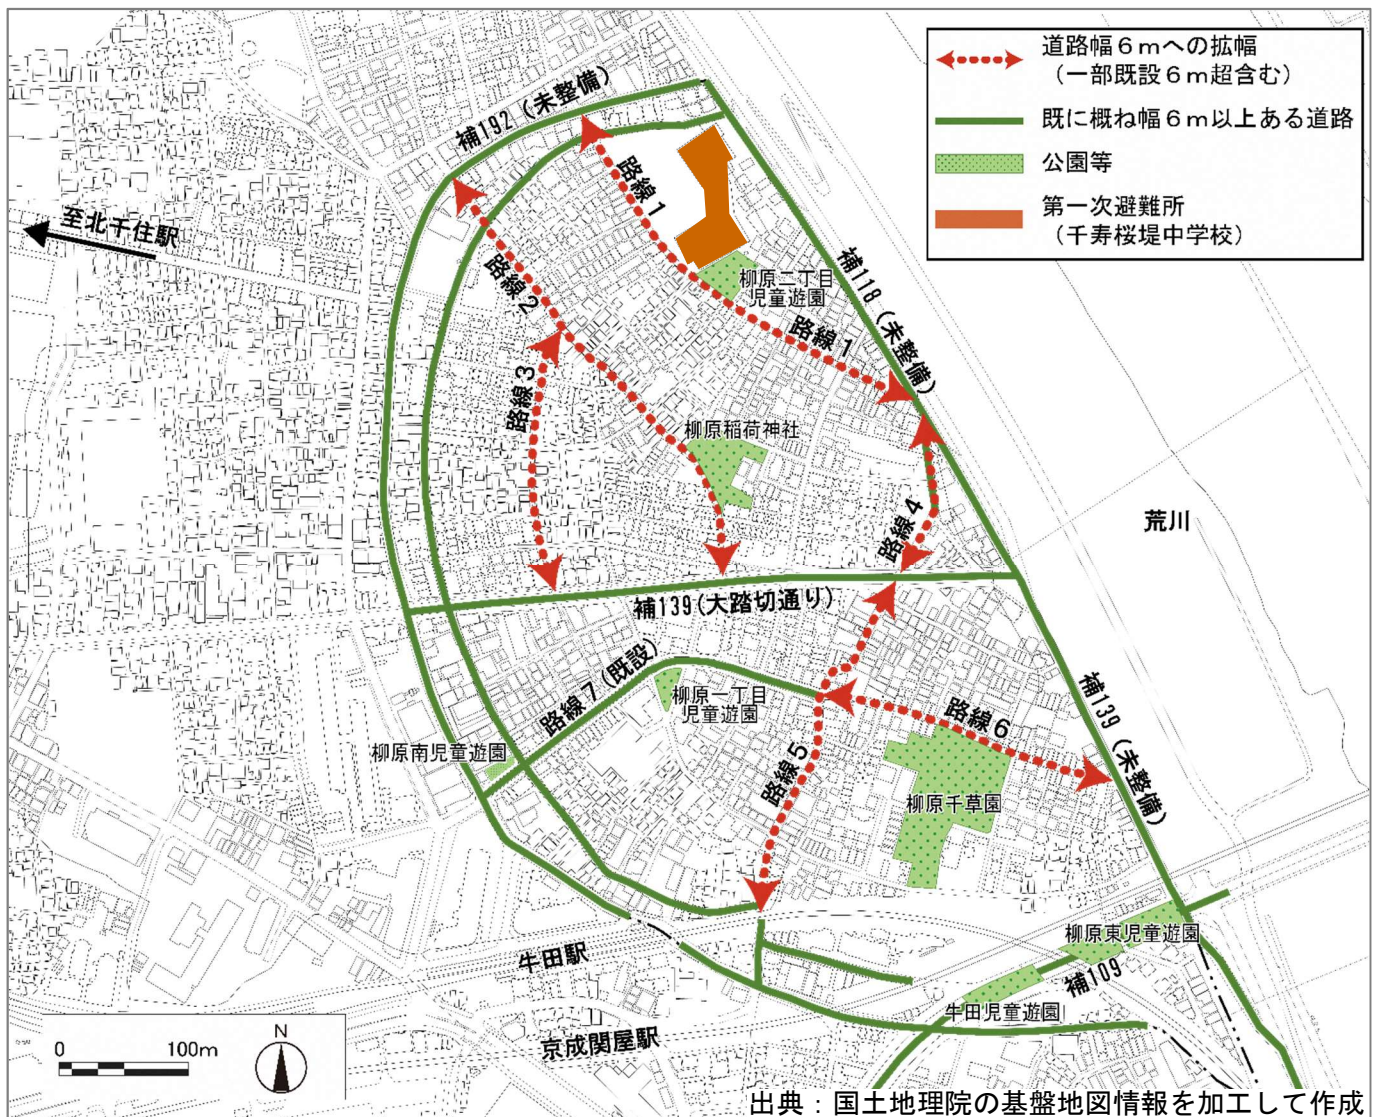 道路幅６ｍへの拡幅
（一部既設６ｍ超含む）
既に概ね幅６ｍ以上ある道路
公園等
第一次避難所
（千寿桜堤中学校）
補192（未整備）
路線1
至北千住駅
路線2
柳原二丁目
児童遊園
補118（未整備）
路線1
路線3
柳原稲荷神社
路線4
荒川
補139(大踏切通り)
路線7(既設)
柳原一丁目
児童遊園
補139（未整備）
路線6
柳原南児童遊園
路線5
柳原千草園
柳原東児童遊園
牛田駅
補109
牛田児童遊園
京成関屋駅
N
0 100m
出典：国土地理院の基盤地図情報を加工して作成